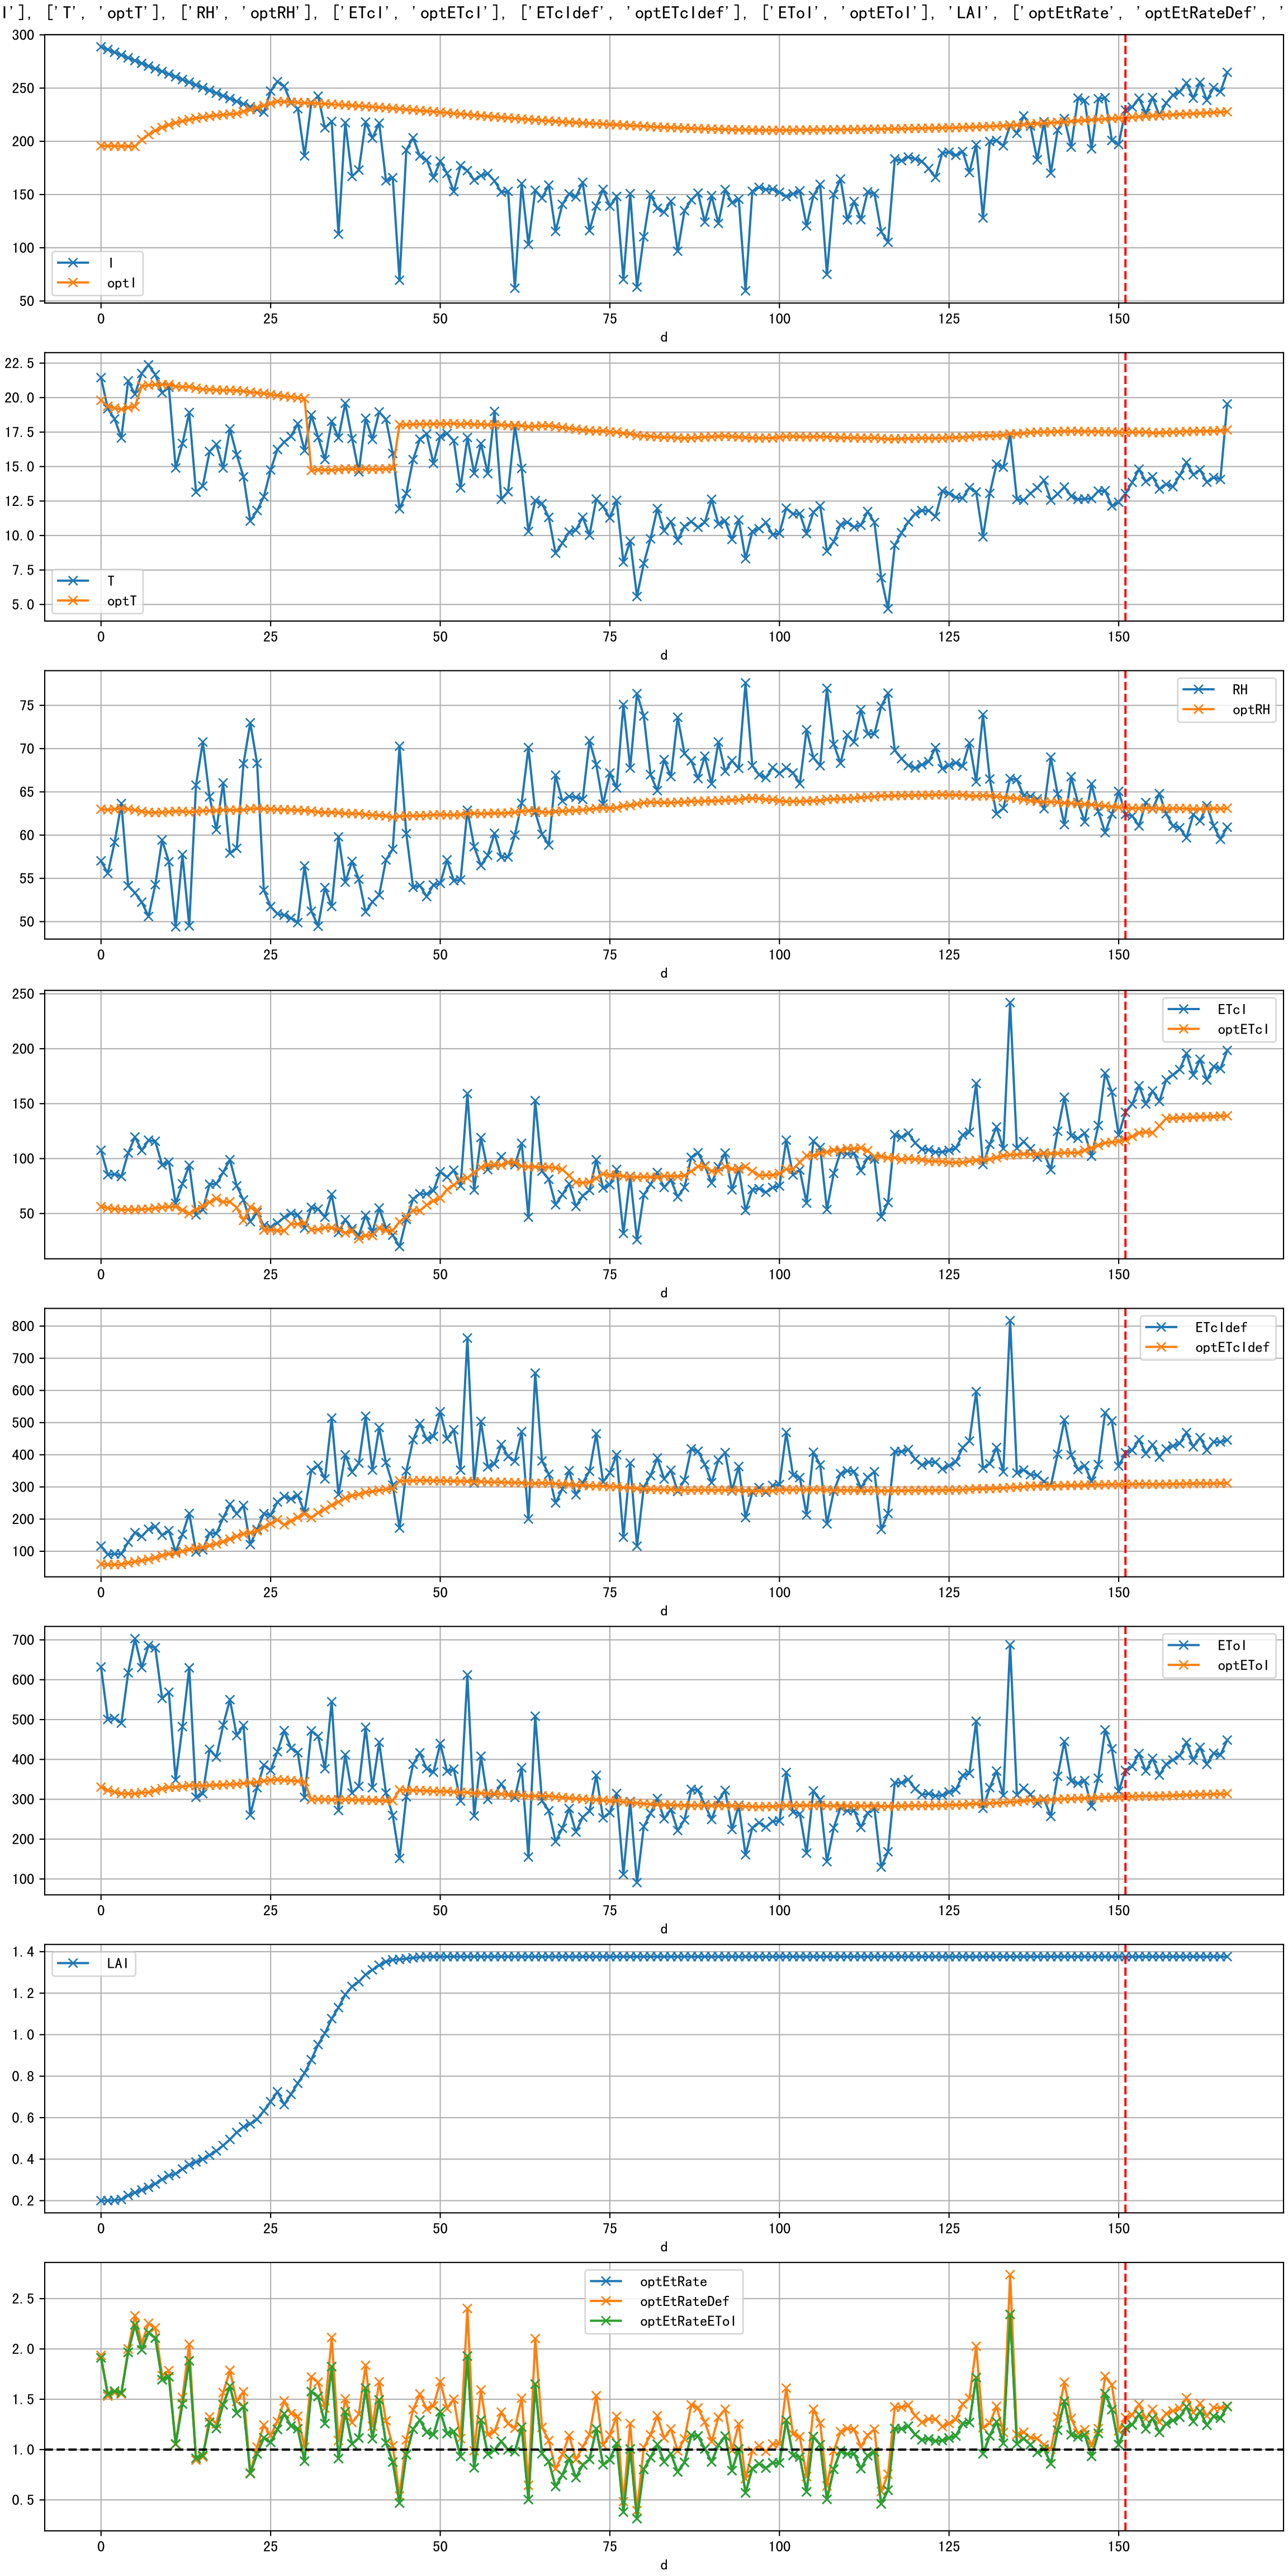 I'], ['T', 'optT'], ['RH', 'optRH'], ['ETcI', 'optETcI'], ['ETcIdef', 'optETcIdef'], ['EToI', 'optEToI'], 'LAI', ['optEtRate', 'optEtRateDef', '
300
250
200
150
100
50
I
optI
0 25 50 75 100 125 150
d
22.5
20.0
17.5
15.0
12.5
10.0
7.5
5.0
T
optT
0 25 50 75 100 125 150
d
75
70
65
60
55
50
RH
optRH
0 25 50 75 100 125 150
d
250
200
150
100
50
ETcI
optETcI
0 25 50 75 100 125 150
d
800
700
600
500
400
300
200
100
ETcIdef
optETcIdef
0 25 50 75 100 125 150
d
700
600
500
400
300
200
100
EToI
optEToI
0 25 50 75 100 125 150
d
1.4
1.2
1.0
0.8
0.6
0.4
0.2
LAI
0 25 50 75 100 125 150
d
2.5
2.0
1.5
1.0
0.5
optEtRate
optEtRateDef
optEtRateEToI
0 25 50 75 100 125 150
d